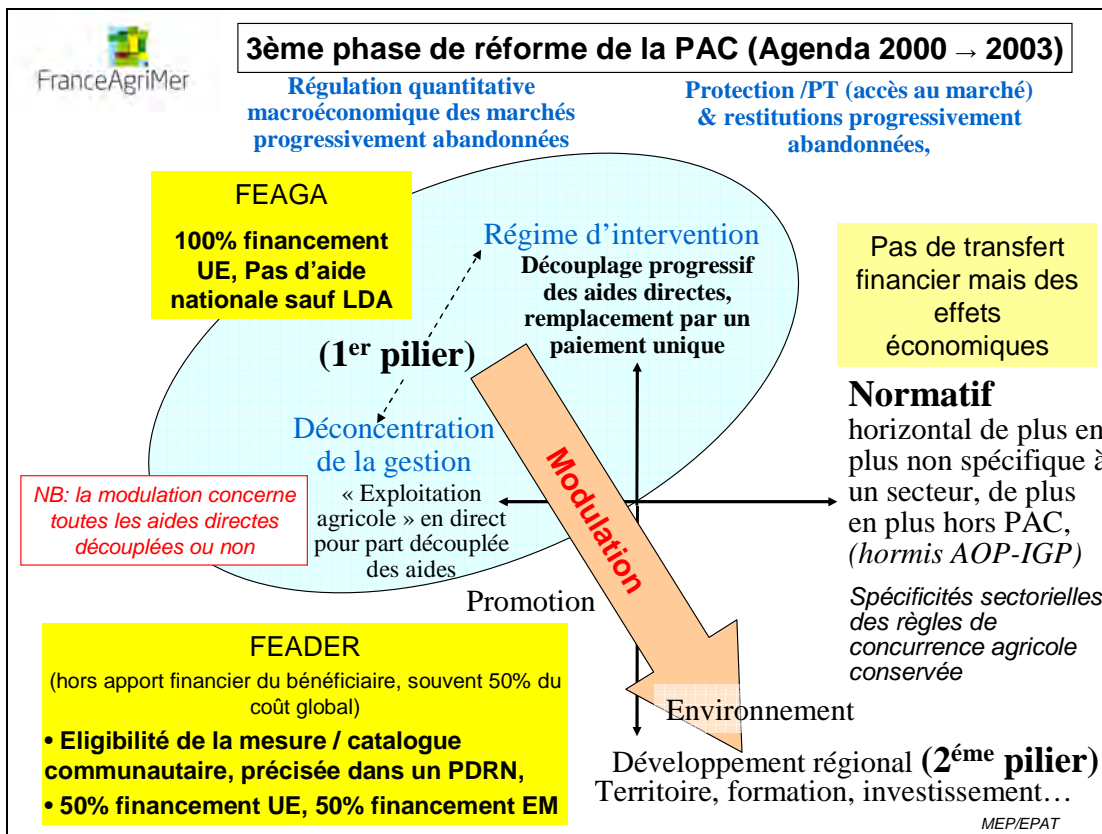 FranceAgriMer
3ème phase de réforme de la PAC (Agenda 2000 → 2003)
Régulation quantitative
macroéconomique des marchés
progressivement abandonnées
Protection /PT (accès au marché)
& restitutions progressivement
abandonnées,
FEAGA
100% financement
UE, Pas d’aide
nationale sauf LDA
Régime d’intervention
Découplage progressif
des aides directes,
remplacement par un
paiement unique
Pas de transfert
financier mais des
effets
économiques
(1er pilier)
Normatif
horizontal de plus en
plus non spécifique à
un secteur, de plus
en plus hors PAC,
(hormis AOP-IGP)
Spécificités sectorielles
des règles de
concurrence agricole
conservée
Déconcentration
de la gestion
« Exploitation
agricole » en direct
pour part découplée
des aides
Modulation
NB: la modulation concerne
toutes les aides directes
découplées ou non
Promotion
FEADER
(hors apport financier du bénéficiaire, souvent 50% du
coût global)
• Eligibilité de la mesure / catalogue
communautaire, précisée dans un PDRN,
• 50% financement UE, 50% financement EM
Environnement
Développement régional (2éme pilier)
Territoire, formation, investissement…
MEP/EPAT